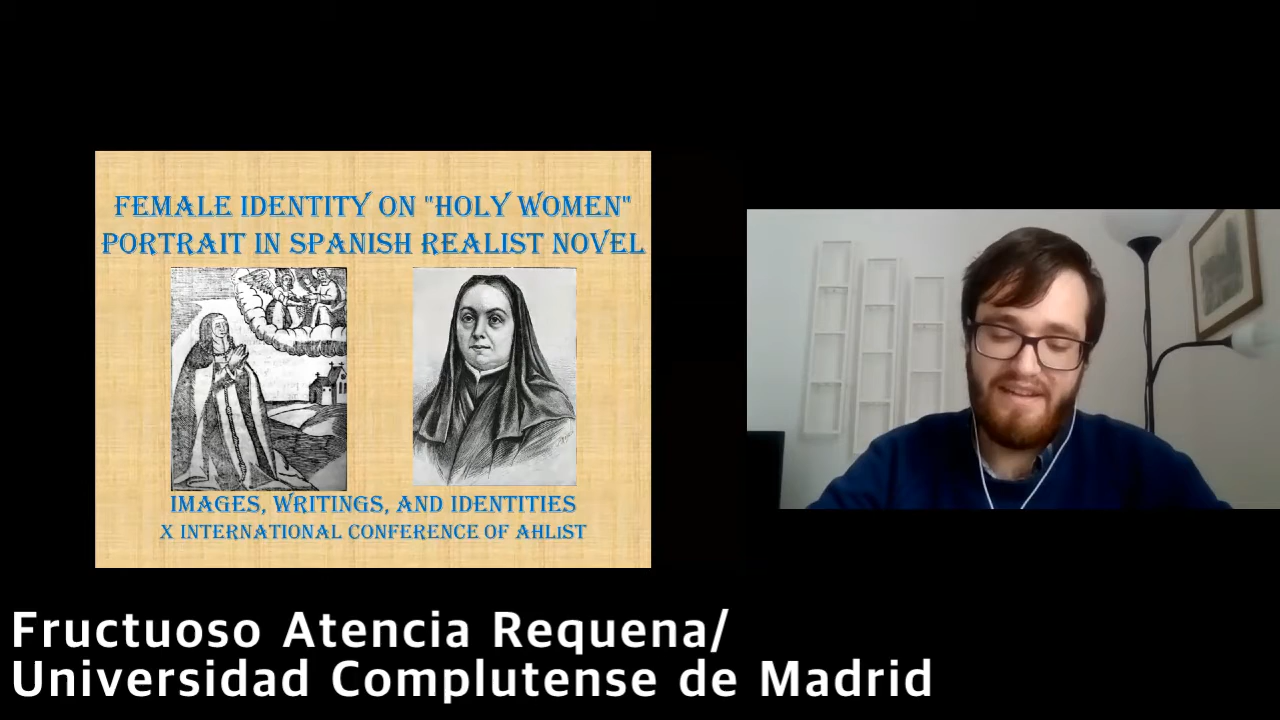 FEMALE IDENTITY ON "HOLY WOMEN"
PORTRAIT IN SPANISH REALIST NOVEL
IMAGES, WRITINGS, AND IDENTITIES
X INTERNATIONAL CONFERENCE OF AHLiST
Fructuoso Atencia Requena/
Universidad Complutense de Madrid